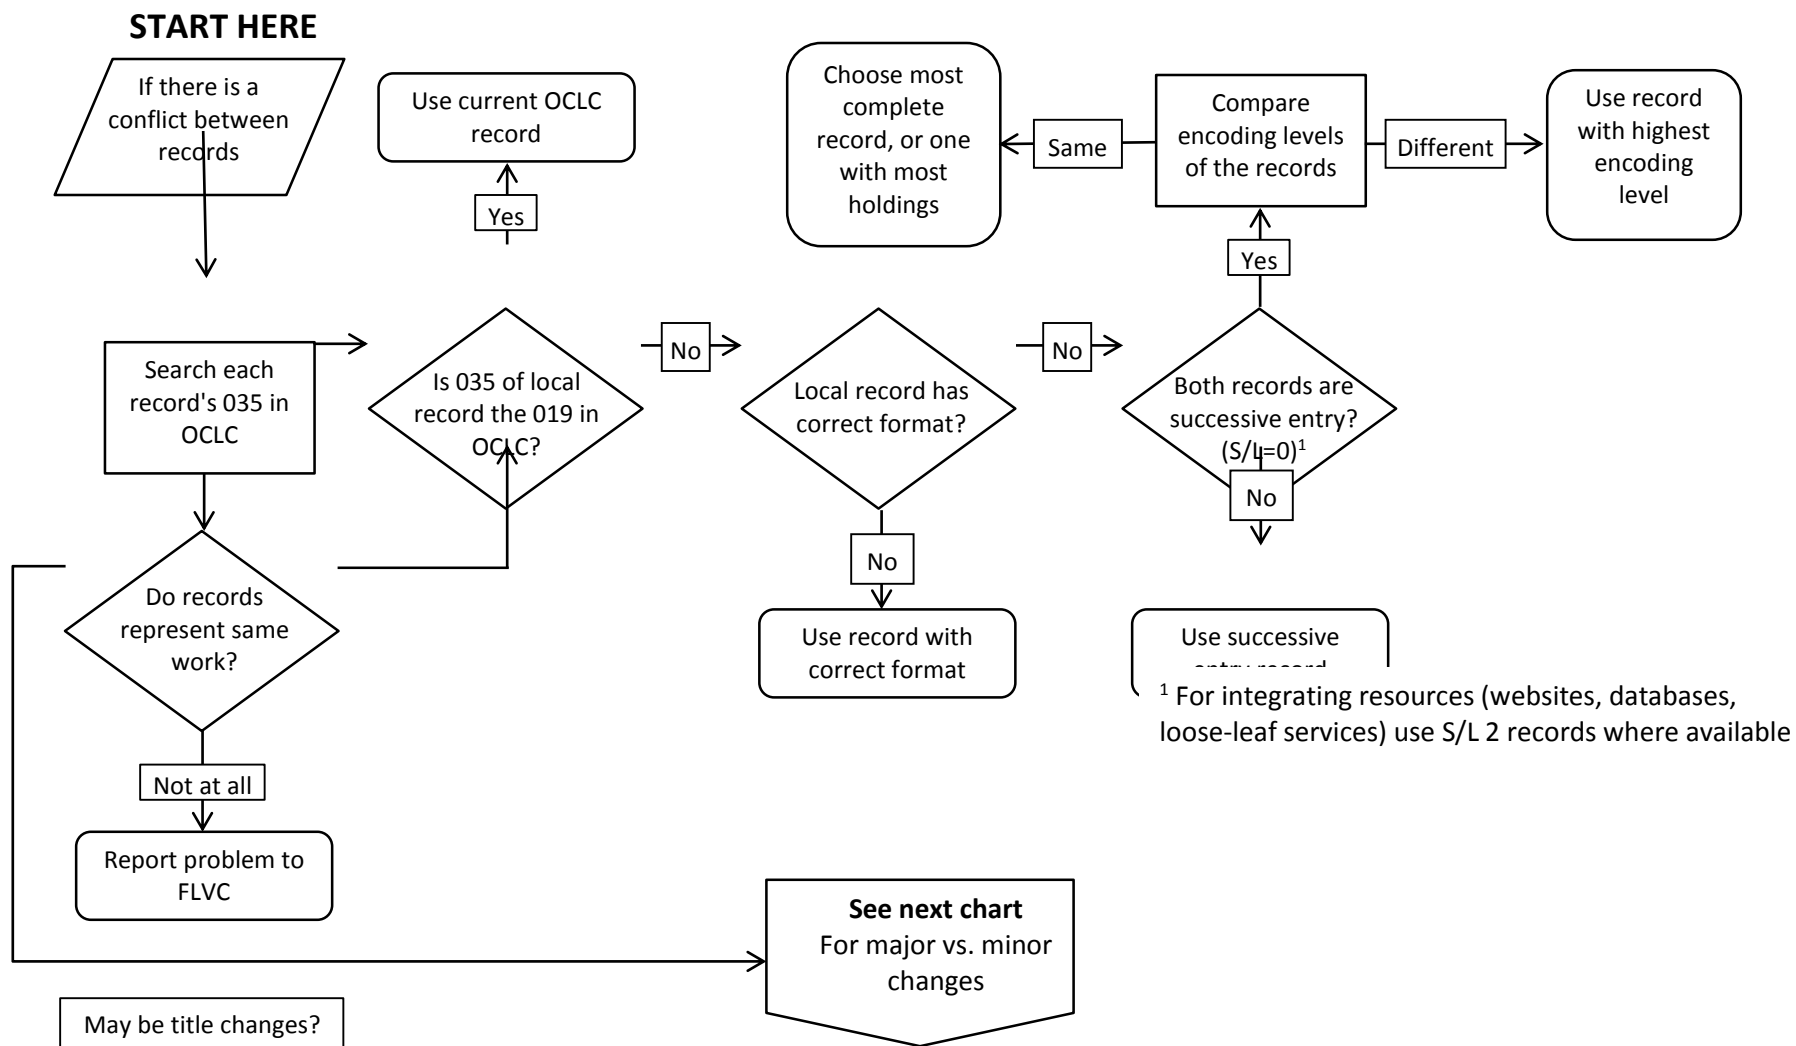 START HERE
If there is a
conflict between
records
Use current OCLC
record
Yes
Choose most
complete
record, or one
with most
holdings
Same
Compare
encoding levels
of the records
Different
Use record
with highest
encoding
level
Yes
Search each
record's 035 in
OCLC
Is 035 of local
record the 019 in
OCLC?
No
Local record has
correct format?
No
Both records are
successive entry?
(S/L=0)¹
No
No
Do records
represent same
work?
Use record with
correct format
Use successive
entry record
¹ For integrating resources (websites, databases,
loose-leaf services) use S/L 2 records where available
Not at all
Report problem to
FLVC
See next chart
For major vs. minor
changes
May be title changes?